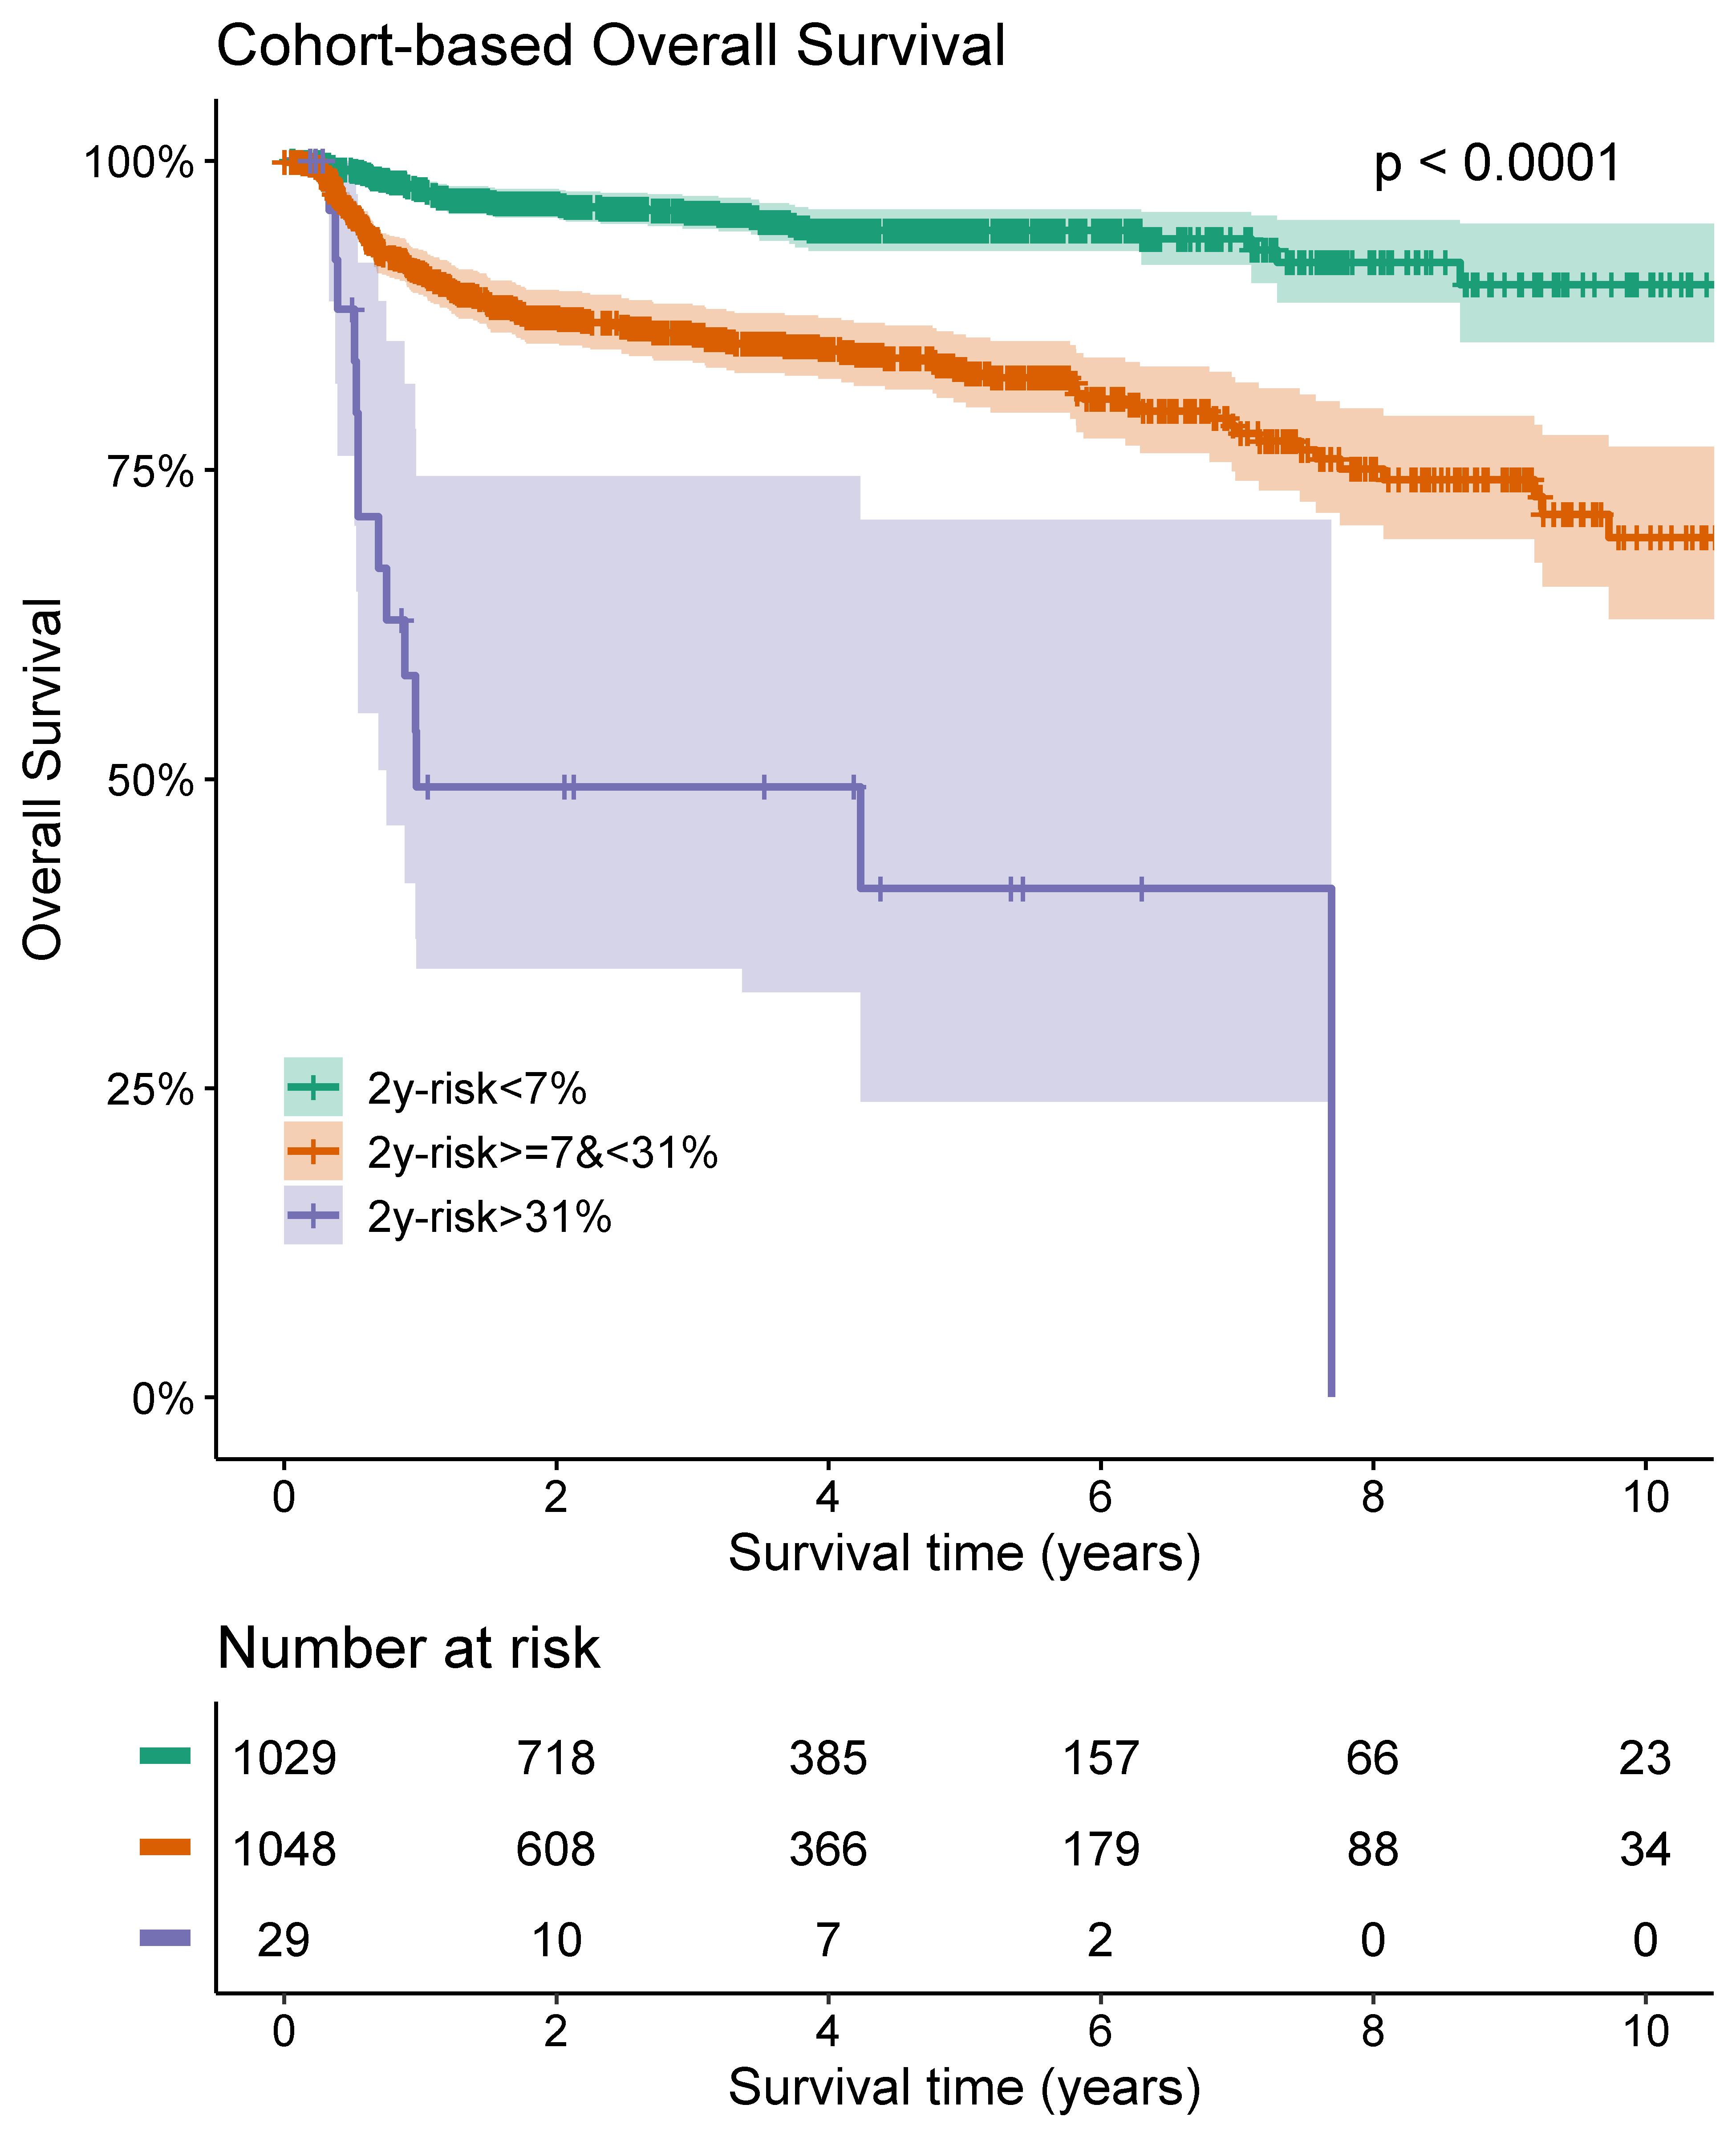 Cohort-based Overall Survival
p < 0.0001
100%
75%
50%
25%
0%
Overall Survival
2y-risk<7%
2y-risk>=7&<31%
2y-risk>31%
0 2 4 6 8 10
Survival time (years)
Number at risk
1029 718 385 157 66 23
1048 608 366 179 88 34
29 10 7 2 0 0
0 2 4 6 8 10
Survival time (years)